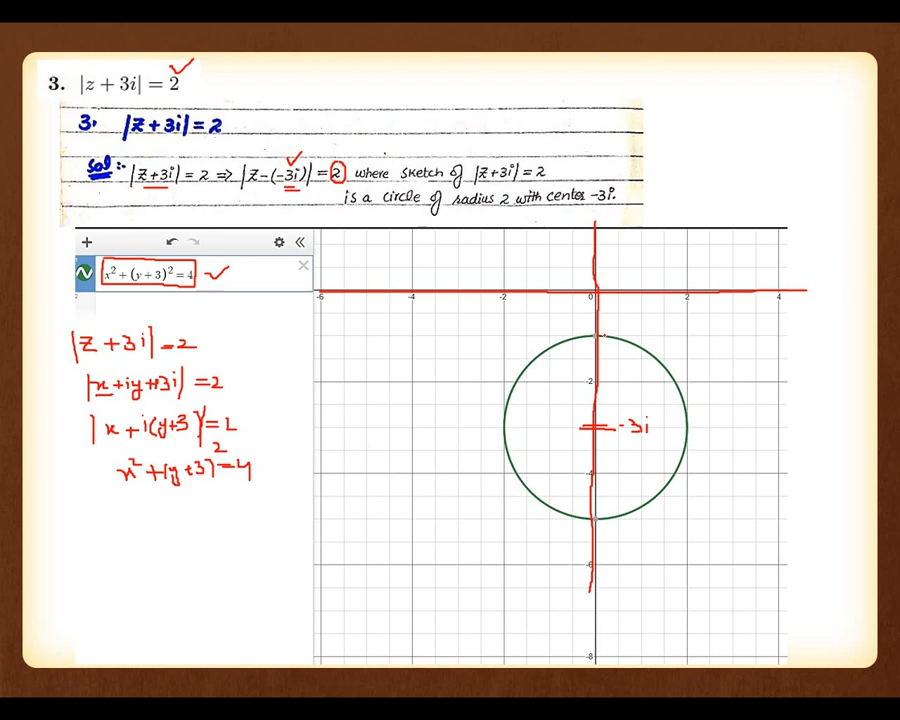 3. |z + 3i| = 2
3. |z+3i| = 2
Sol:- |z+3i| = 2 ⇒ |z-(-3i)| = 2 where sketch of |z+3i| = 2
is a circle of radius 2 with center -3i.
x² + (y + 3)² = 4
-6 -4 -2 0 2 4
-2
-4
-6
-8
-3i
|z + 3i| = 2
|x + iy + 3i| = 2
|x + i(y+3)| = 2
x² + (y+3)² = 4